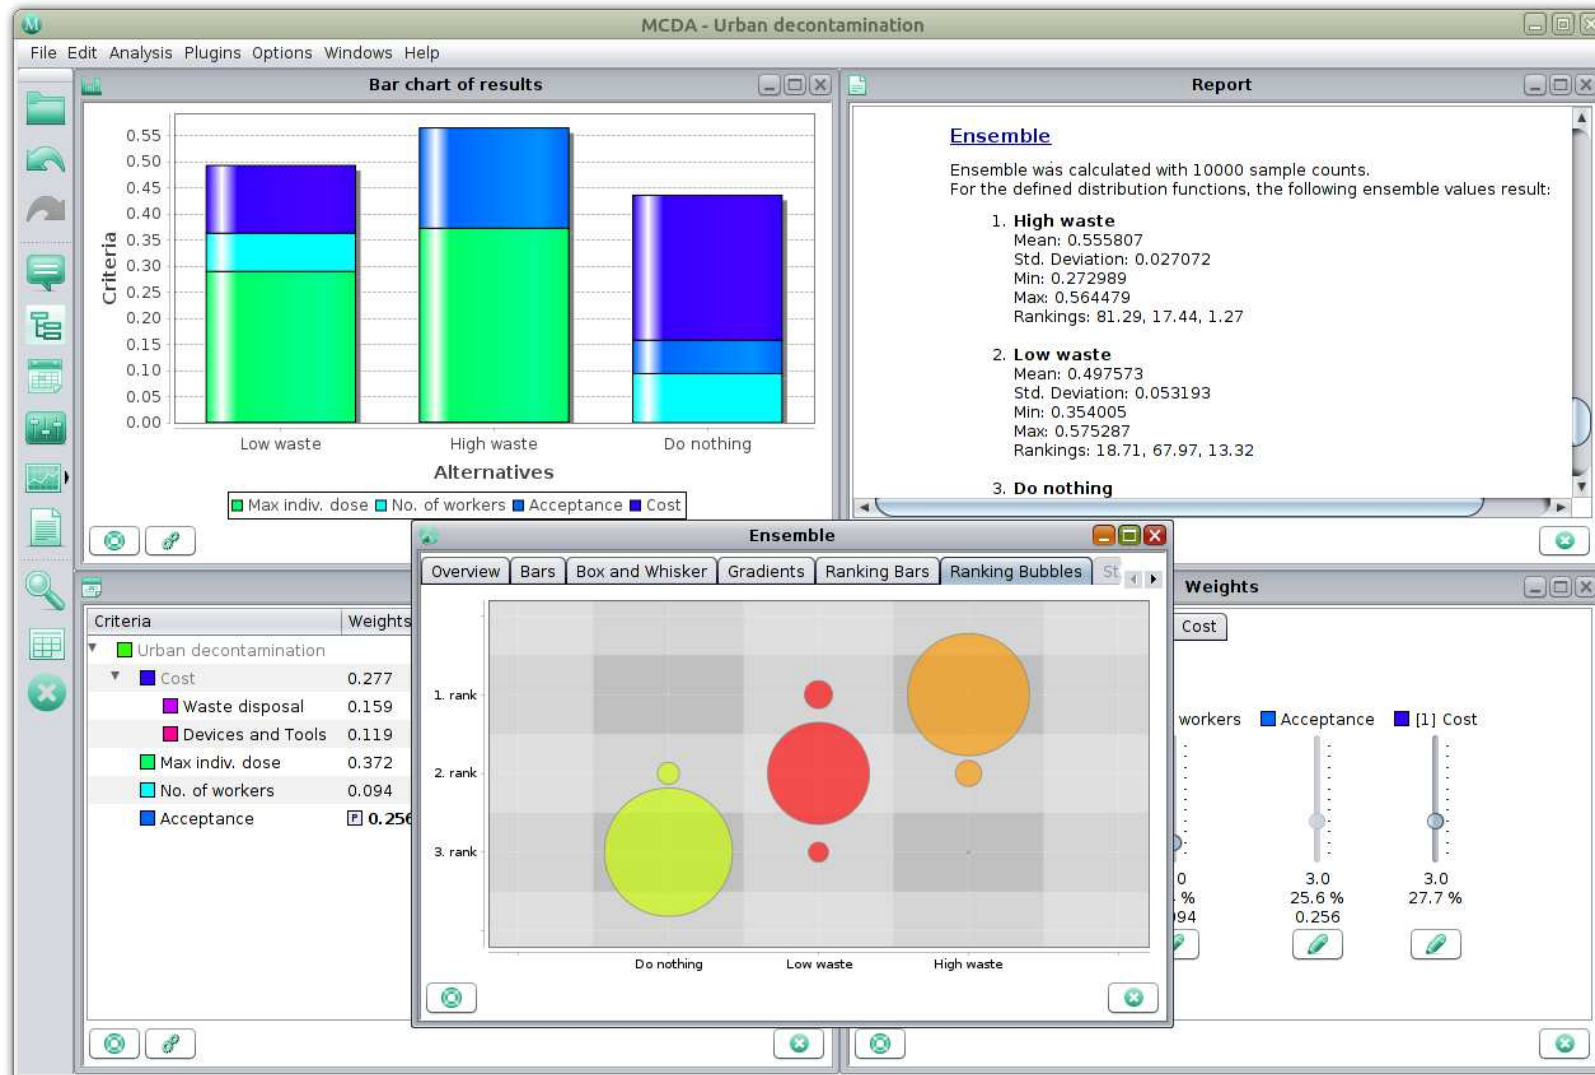 MCDA - Urban decontamination
File Edit Analysis Plugins Options Windows Help
Bar chart of results
0.55
0.50
0.45
0.40
0.35
0.30
0.25
0.20
0.15
0.10
0.05
0.00
Criteria
Low waste High waste Do nothing
Alternatives
Max indiv. dose No. of workers Acceptance Cost
Report
Ensemble
Ensemble was calculated with 10000 sample counts.
For the defined distribution functions, the following ensemble values result:
1. High waste
Mean: 0.555807
Std. Deviation: 0.027072
Min: 0.272989
Max: 0.564479
Rankings: 81.29, 17.44, 1.27
2. Low waste
Mean: 0.497573
Std. Deviation: 0.053193
Min: 0.354005
Max: 0.575287
Rankings: 18.71, 67.97, 13.32
3. Do nothing
Criteria Weights
Urban decontamination
Cost 0.277
Waste disposal 0.159
Devices and Tools 0.119
Max indiv. dose 0.372
No. of workers 0.094
Acceptance P 0.256
Ensemble
Overview Bars Box and Whisker Gradients Ranking Bars Ranking Bubbles St
1. rank
2. rank
3. rank
Do nothing Low waste High waste
Weights
Cost
workers Acceptance [1] Cost
0 3.0 3.0
% 25.6 % 27.7 %
94 0.256